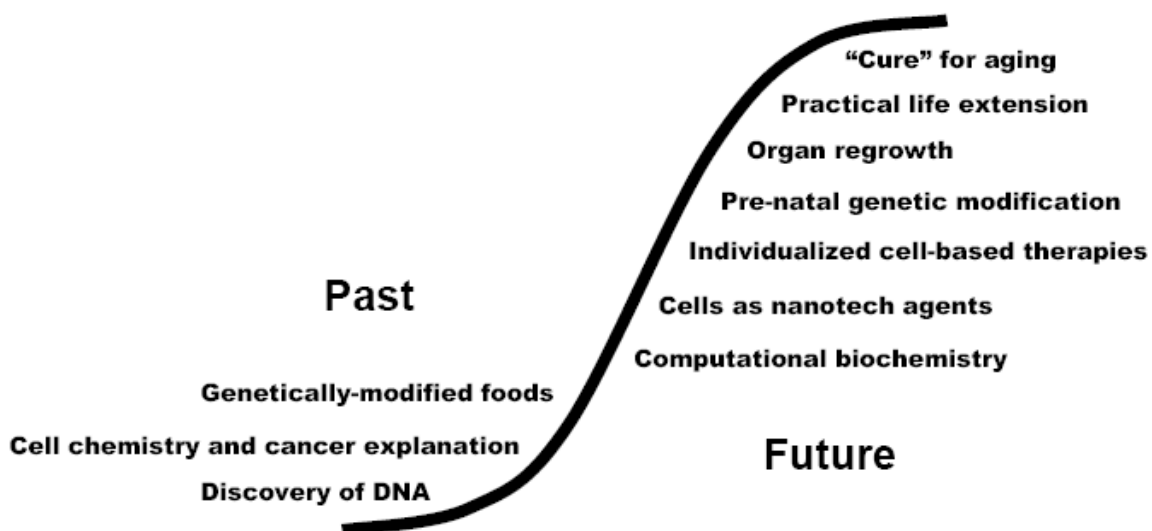 “Cure” for aging
Practical life extension
Organ regrowth
Pre-natal genetic modification
Individualized cell-based therapies
Past
Cells as nanotech agents
Computational biochemistry
Genetically-modified foods
Cell chemistry and cancer explanation
Future
Discovery of DNA